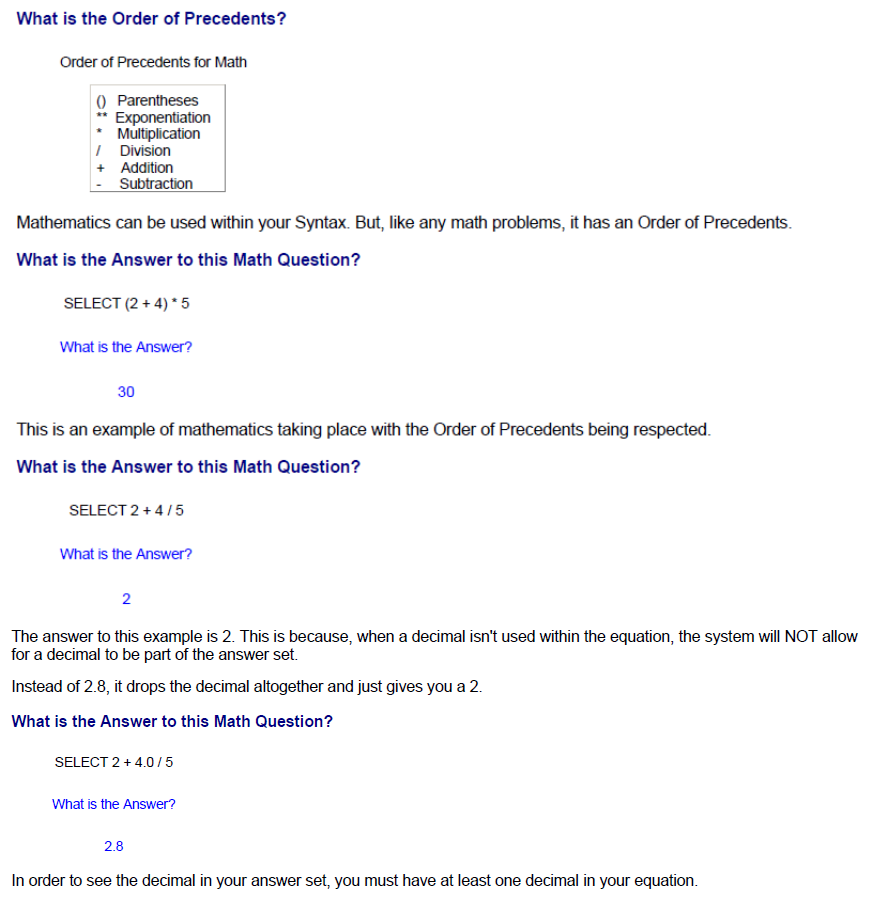 What is the Order of Precedents?
Order of Precedents for Math
() Parentheses
** Exponentiation
* Multiplication
/ Division
+ Addition
- Subtraction
Mathematics can be used within your Syntax. But, like any math problems, it has an Order of Precedents.
What is the Answer to this Math Question?
SELECT (2 + 4) * 5
What is the Answer?
30
This is an example of mathematics taking place with the Order of Precedents being respected.
What is the Answer to this Math Question?
SELECT 2 + 4 / 5
What is the Answer?
2
The answer to this example is 2. This is because, when a decimal isn't used within the equation, the system will NOT allow
for a decimal to be part of the answer set.
Instead of 2.8, it drops the decimal altogether and just gives you a 2.
What is the Answer to this Math Question?
SELECT 2 + 4.0 / 5
What is the Answer?
2.8
In order to see the decimal in your answer set, you must have at least one decimal in your equation.